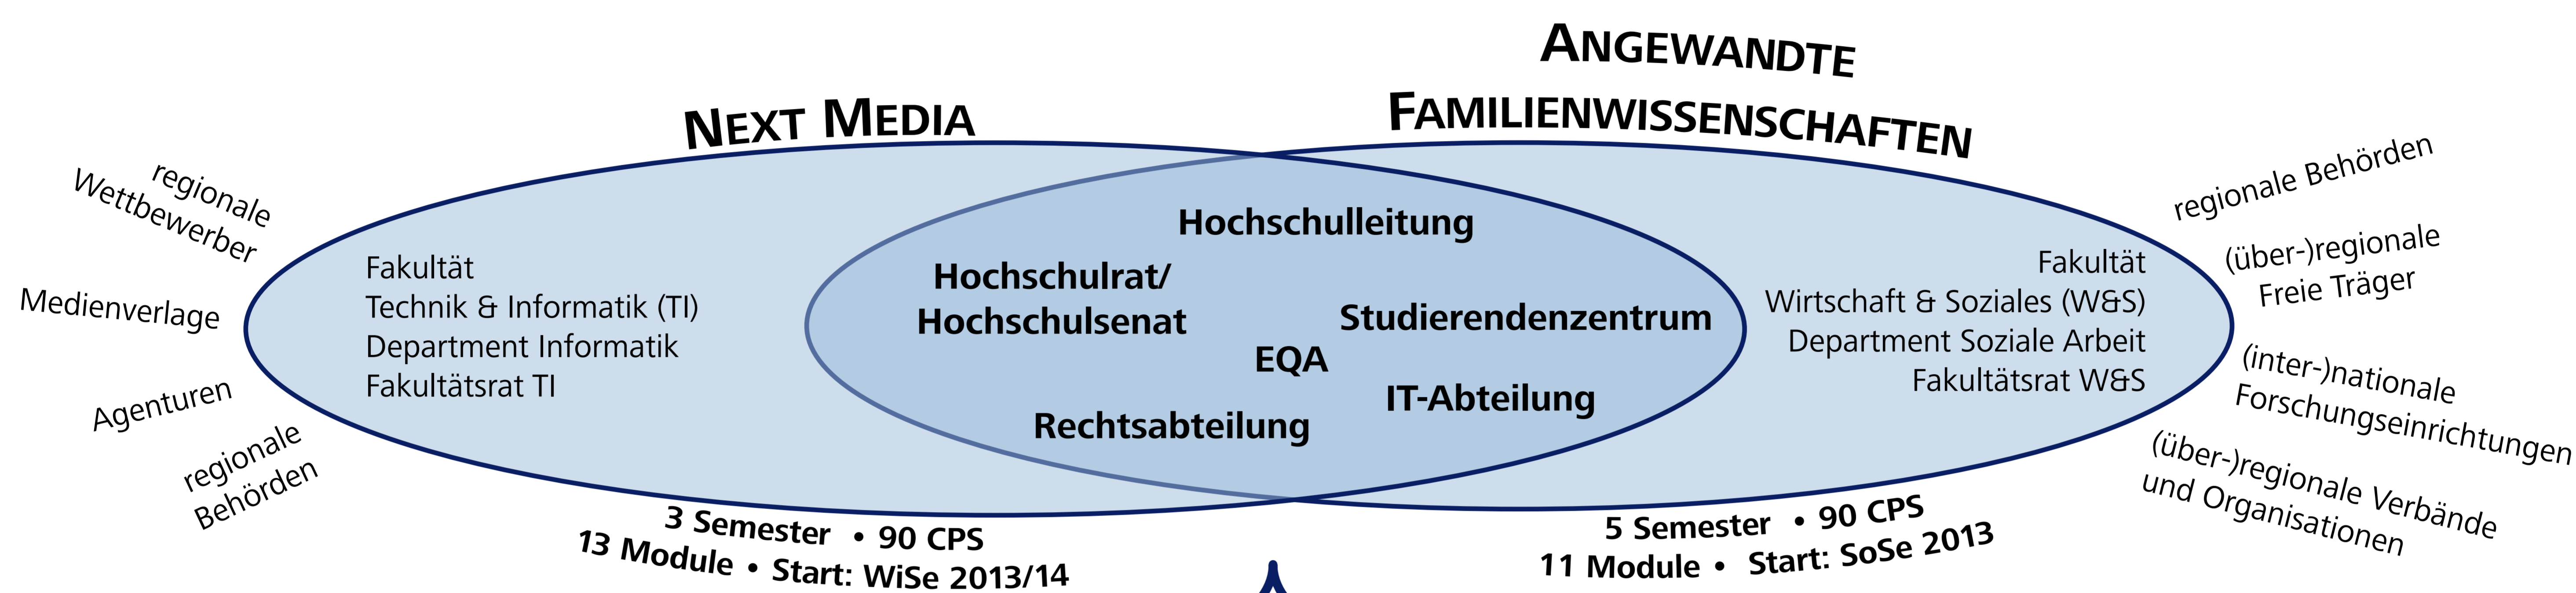 NEXT MEDIA
ANGEWANDTE
FAMILIENWISSENSCHAFTEN
regionale
Wettbewerber
Medienverlage
Agenturen
regionale
Behörden
Fakultät
Technik & Informatik (TI)
Department Informatik
Fakultätsrat TI
Hochschulleitung
Hochschulrat/
Hochschulsenat
Studierendenzentrum
EQA
IT-Abteilung
Rechtsabteilung
Fakultät
Wirtschaft & Soziales (W&S)
Department Soziale Arbeit
Fakultätsrat W&S
regionale Behörden
(über-)regionale
Freie Träger
(inter-)nationale
Forschungseinrichtungen
(über-)regionale Verbände
und Organisationen
3 Semester • 90 CPS
13 Module • Start: WiSe 2013/14
5 Semester • 90 CPS
11 Module • Start: SoSe 2013